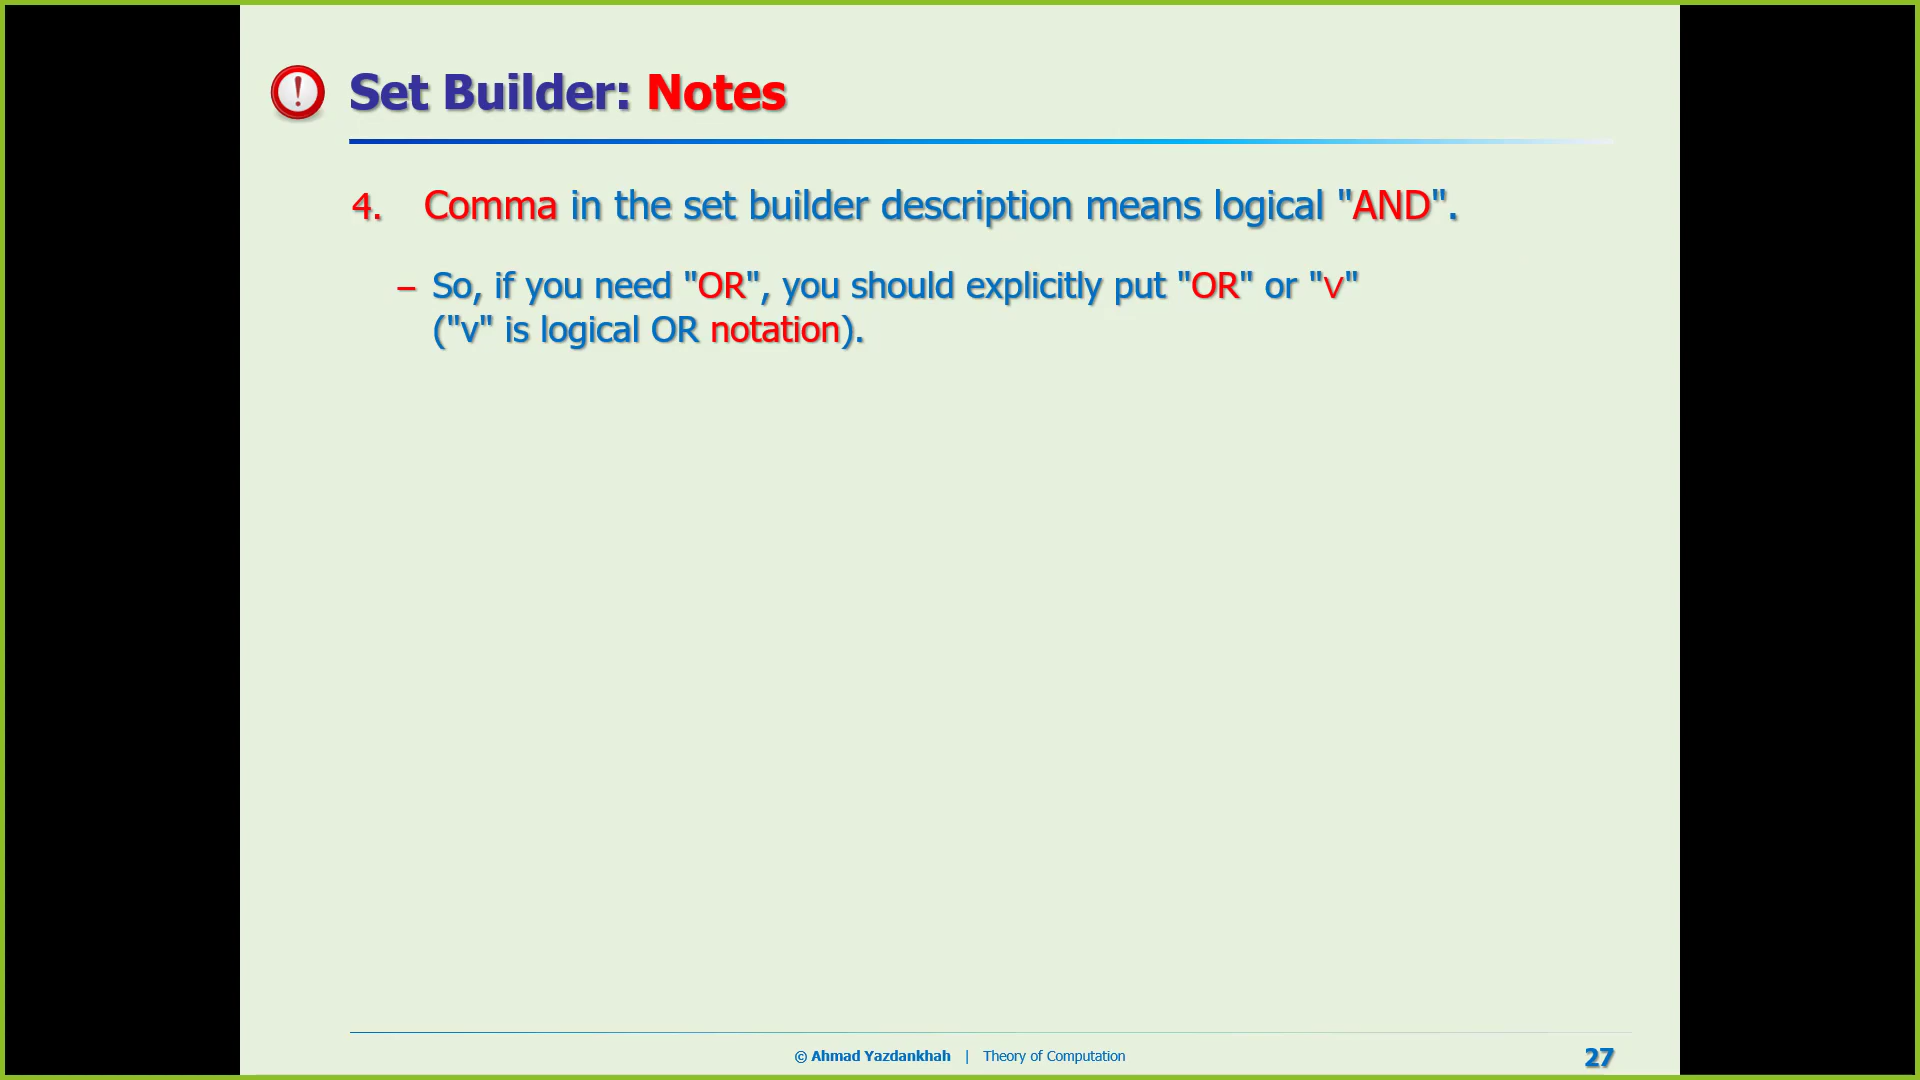 Set Builder: Notes
4. Comma in the set builder description means logical "AND".
– So, if you need "OR", you should explicitly put "OR" or "∨"
("v" is logical OR notation).
© Ahmad Yazdankhah | Theory of Computation
27